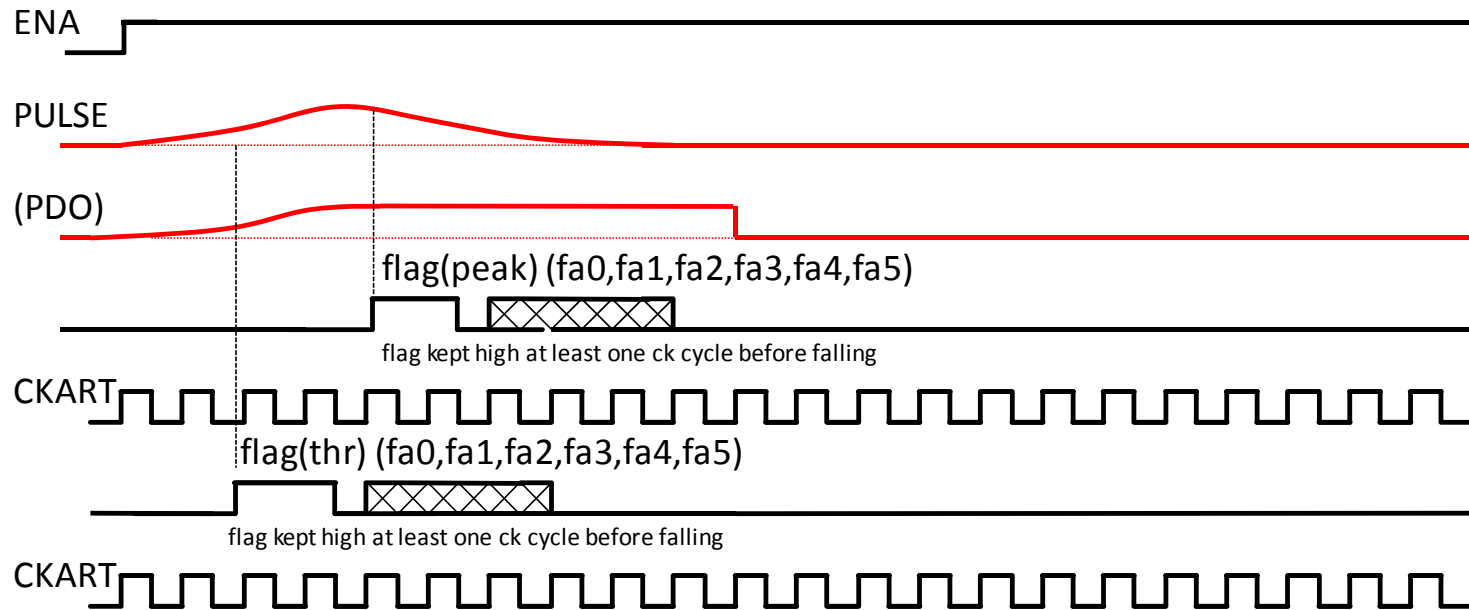 ENA
PULSE
(PDO)
flag(peak) (fa0,fa1,fa2,fa3,fa4,fa5)
flag kept high at least one ck cycle before falling
CKART
flag(thr) (fa0,fa1,fa2,fa3,fa4,fa5)
flag kept high at least one ck cycle before falling
CKART